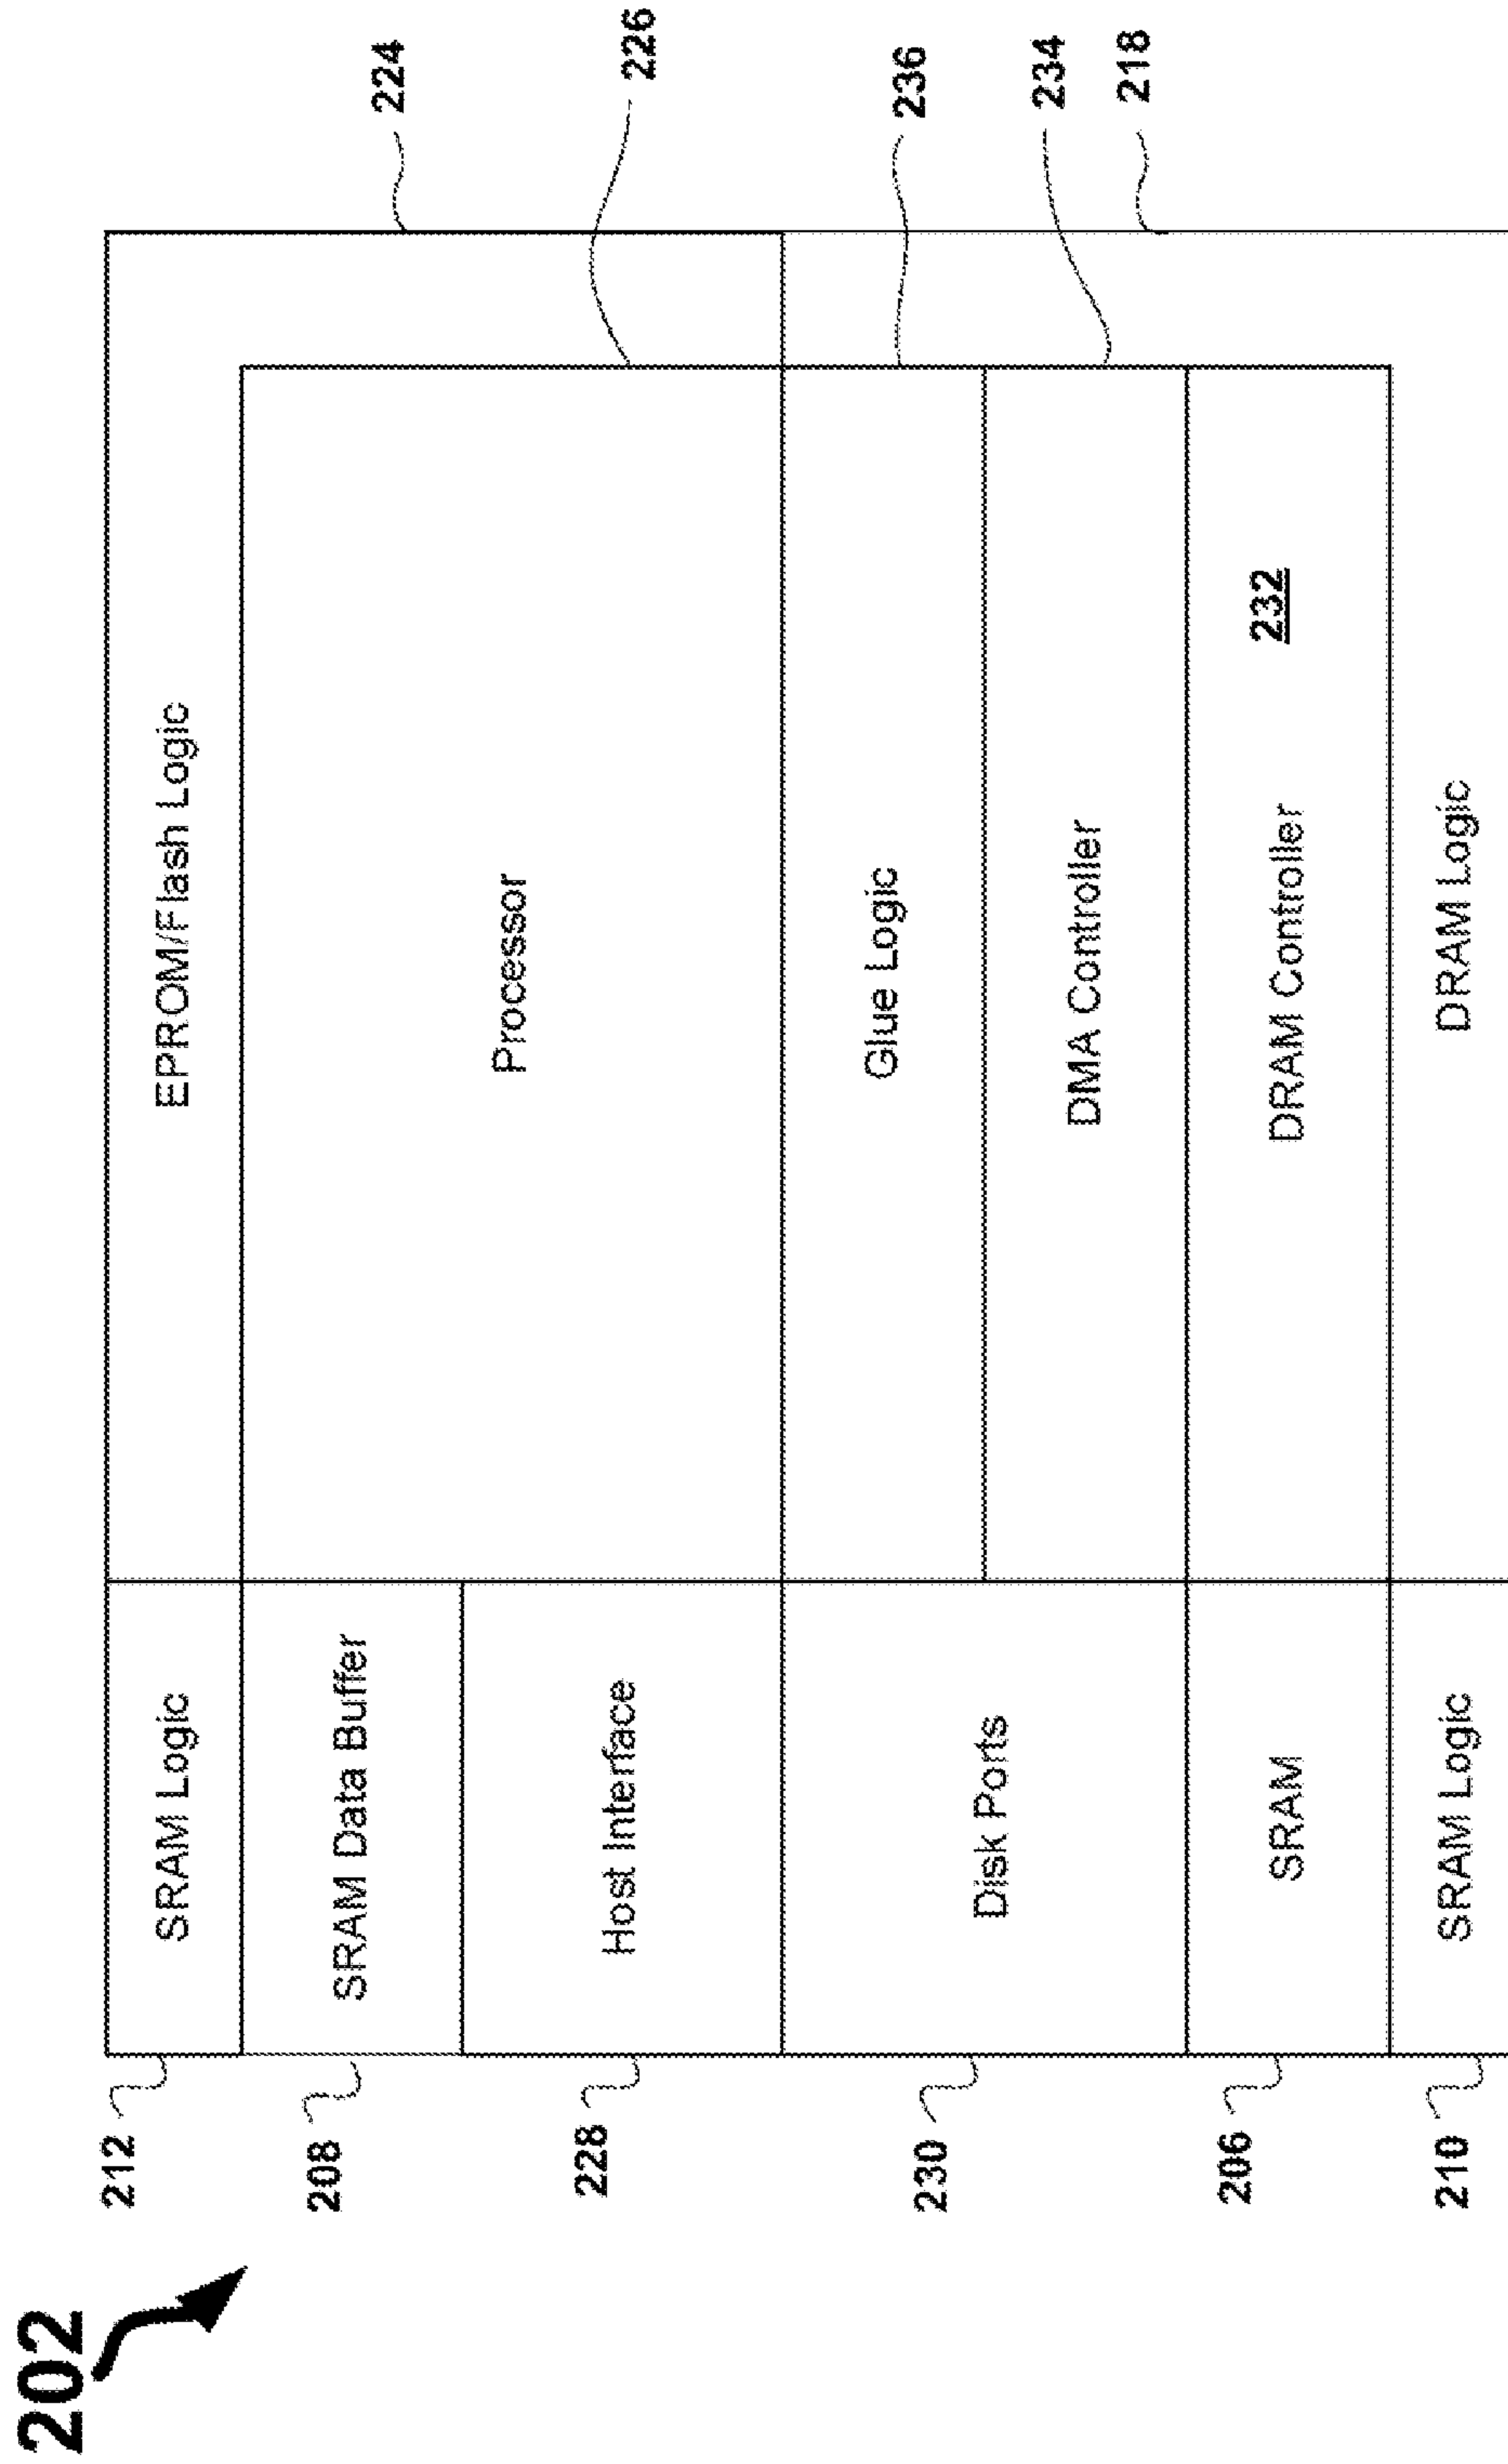 202
212
SRAM Logic
EPROM/Flash Logic
224
208
SRAM Data Buffer
Processor
226
228
Host Interface
230
Disk Ports
Glue Logic
236
DMA Controller
234
206
SRAM
DRAM Controller
232
218
210
SRAM Logic
DRAM Logic